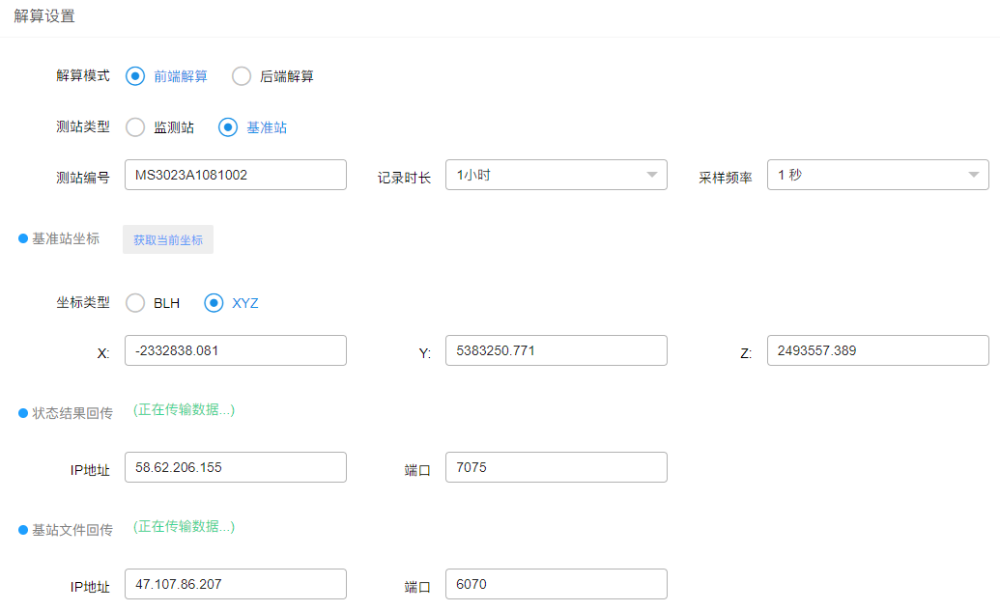 解算设置
解算模式 前端解算 后端解算
测站类型 监测站 基准站
测站编号 MS3023A1081002 记录时长 1小时 采样频率 1 秒
基准站坐标 获取当前坐标
坐标类型 BLH XYZ
X: -2332838.081 Y: 5383250.771 Z: 2493557.389
状态结果回传 (正在传输数据...)
IP地址 58.62.206.155 端口 7075
基站文件回传 (正在传输数据...)
IP地址 47.107.86.207 端口 6070